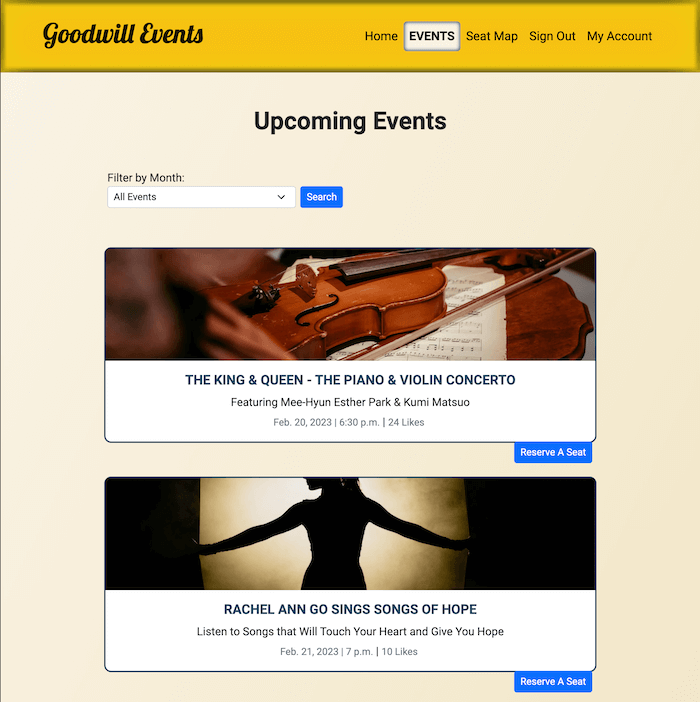 Goodwill Events
Home EVENTS Seat Map Sign Out My Account
Upcoming Events
Filter by Month:
All Events Search
THE KING & QUEEN - THE PIANO & VIOLIN CONCERTO
Featuring Mee-Hyun Esther Park & Kumi Matsuo
Feb. 20, 2023 | 6:30 p.m. | 24 Likes
Reserve A Seat
RACHEL ANN GO SINGS SONGS OF HOPE
Listen to Songs that Will Touch Your Heart and Give You Hope
Feb. 21, 2023 | 7 p.m. | 10 Likes
Reserve A Seat